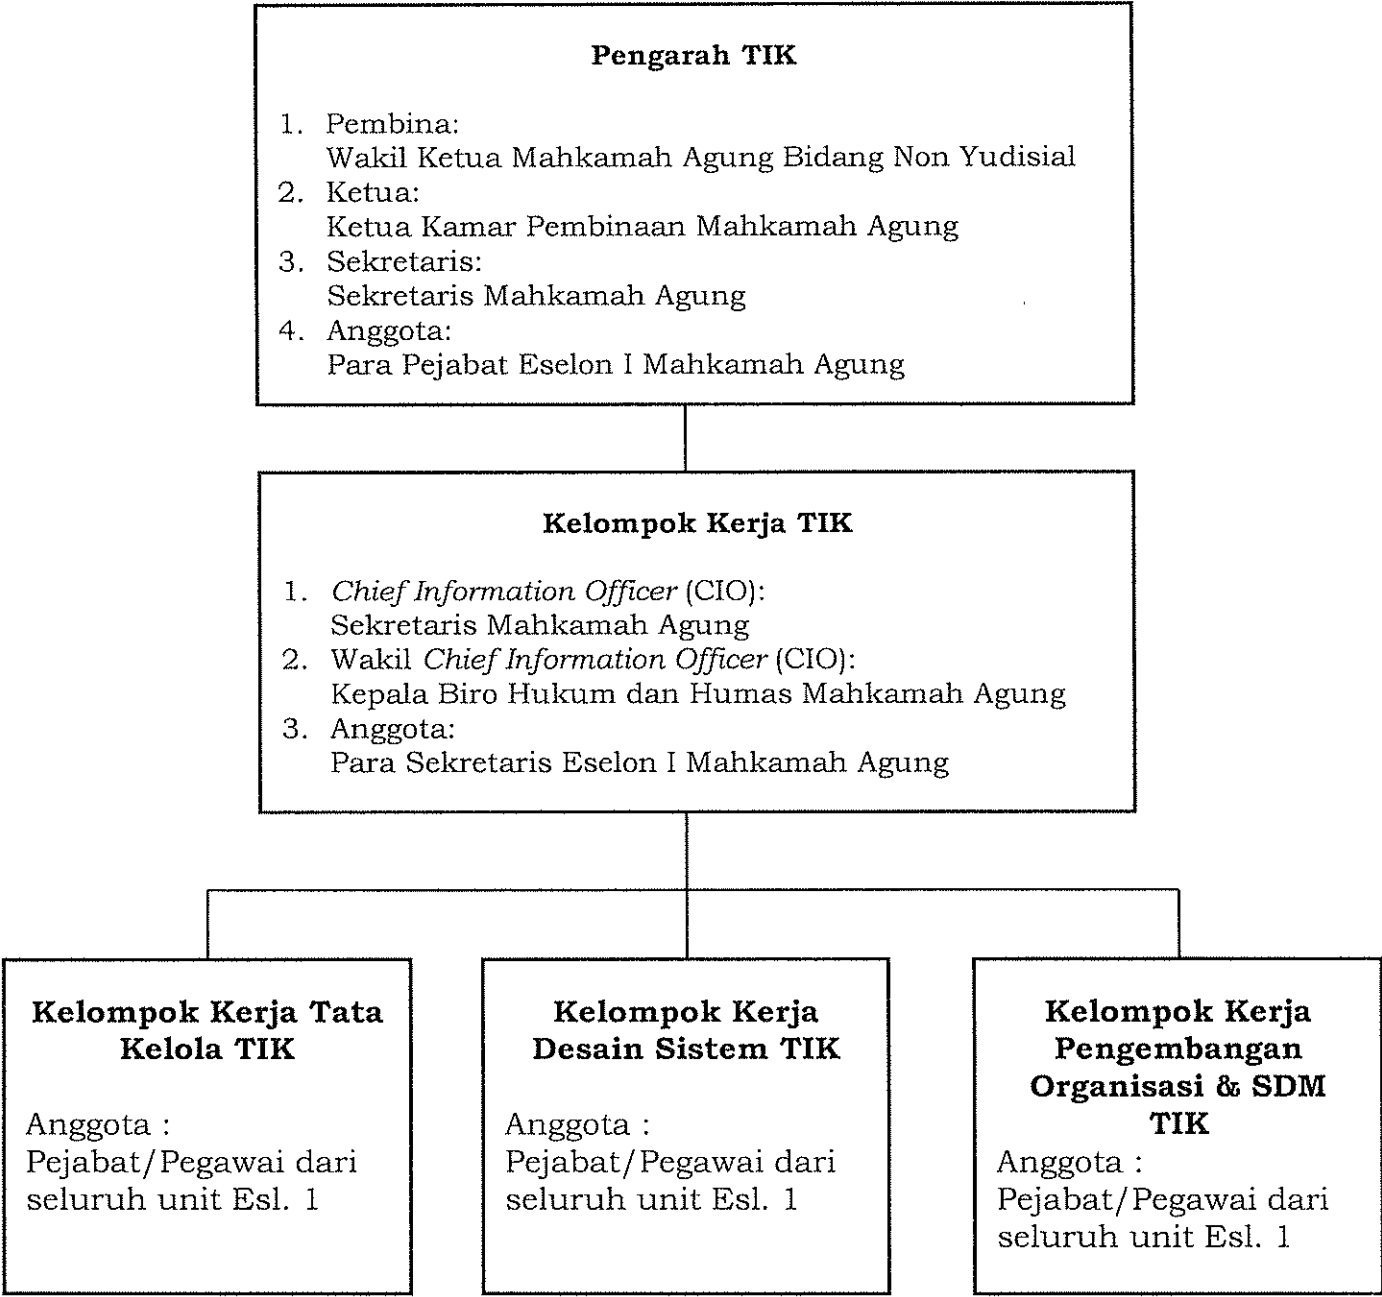 Pengarah TIK
1. Pembina:
Wakil Ketua Mahkamah Agung Bidang Non Yudisial
2. Ketua:
Ketua Kamar Pembinaan Mahkamah Agung
3. Sekretaris:
Sekretaris Mahkamah Agung
4. Anggota:
Para Pejabat Eselon I Mahkamah Agung
Kelompok Kerja TIK
1. Chief Information Officer (CIO):
Sekretaris Mahkamah Agung
2. Wakil Chief Information Officer (CIO):
Kepala Biro Hukum dan Humas Mahkamah Agung
3. Anggota:
Para Sekretaris Eselon I Mahkamah Agung
Kelompok Kerja Tata
Kelola TIK
Anggota :
Pejabat/Pegawai dari
seluruh unit Esl. 1
Kelompok Kerja
Desain Sistem TIK
Anggota :
Pejabat/Pegawai dari
seluruh unit Esl. 1
Kelompok Kerja
Pengembangan
Organisasi & SDM
TIK
Anggota :
Pejabat/Pegawai dari
seluruh unit Esl. 1